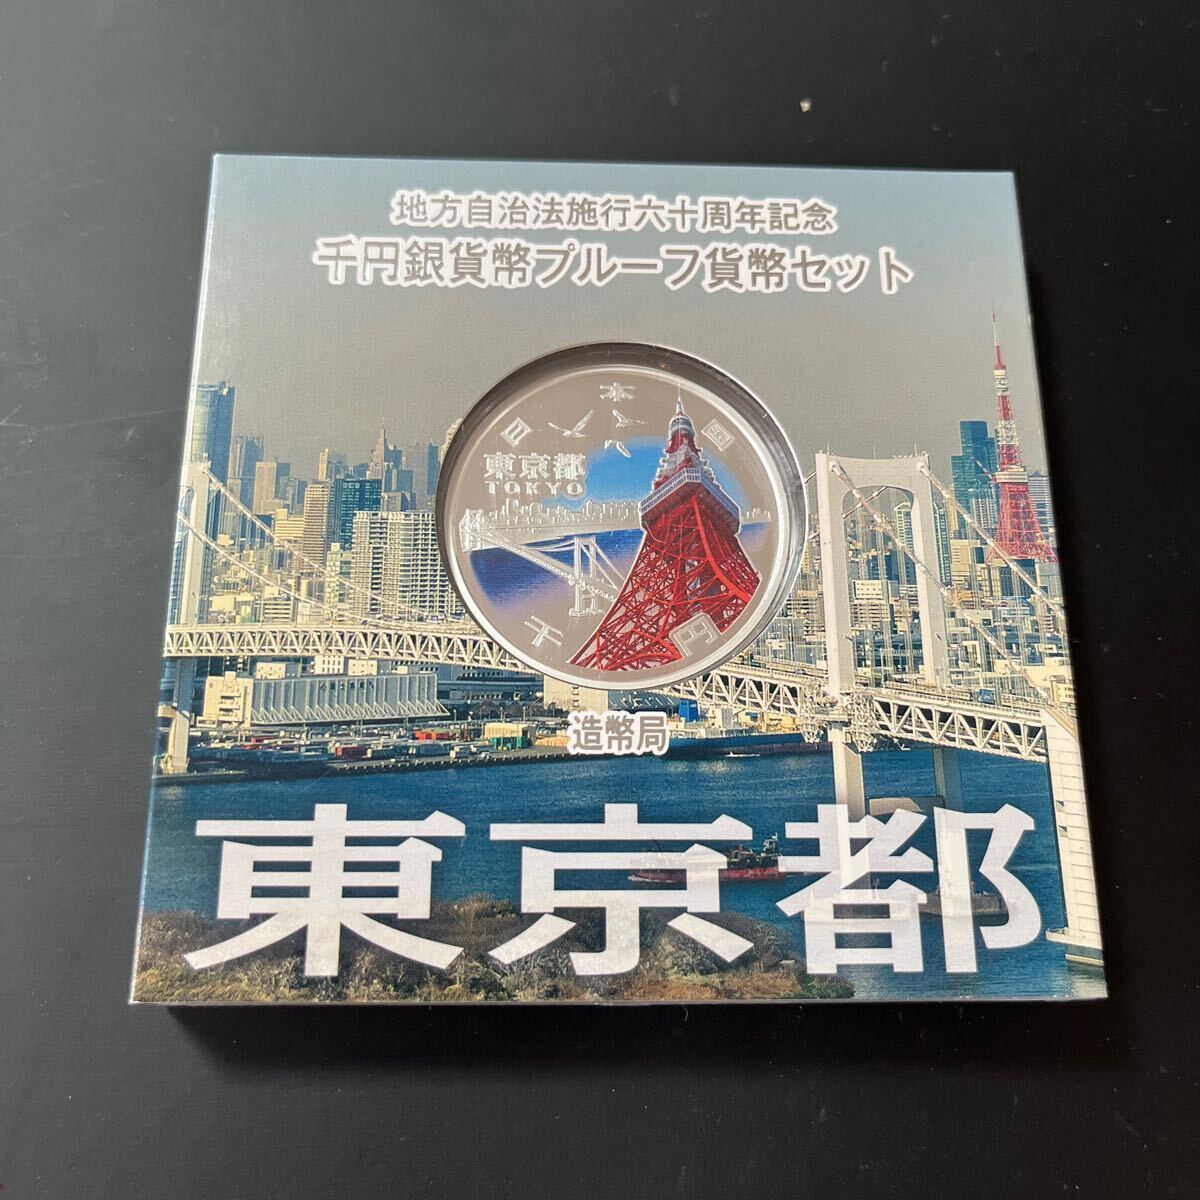 地方自治法施行六十周年記念
千円銀貨幣プルーフ貨幣セット
日本国
東京都
TOKYO
千円
造幣局
東京都